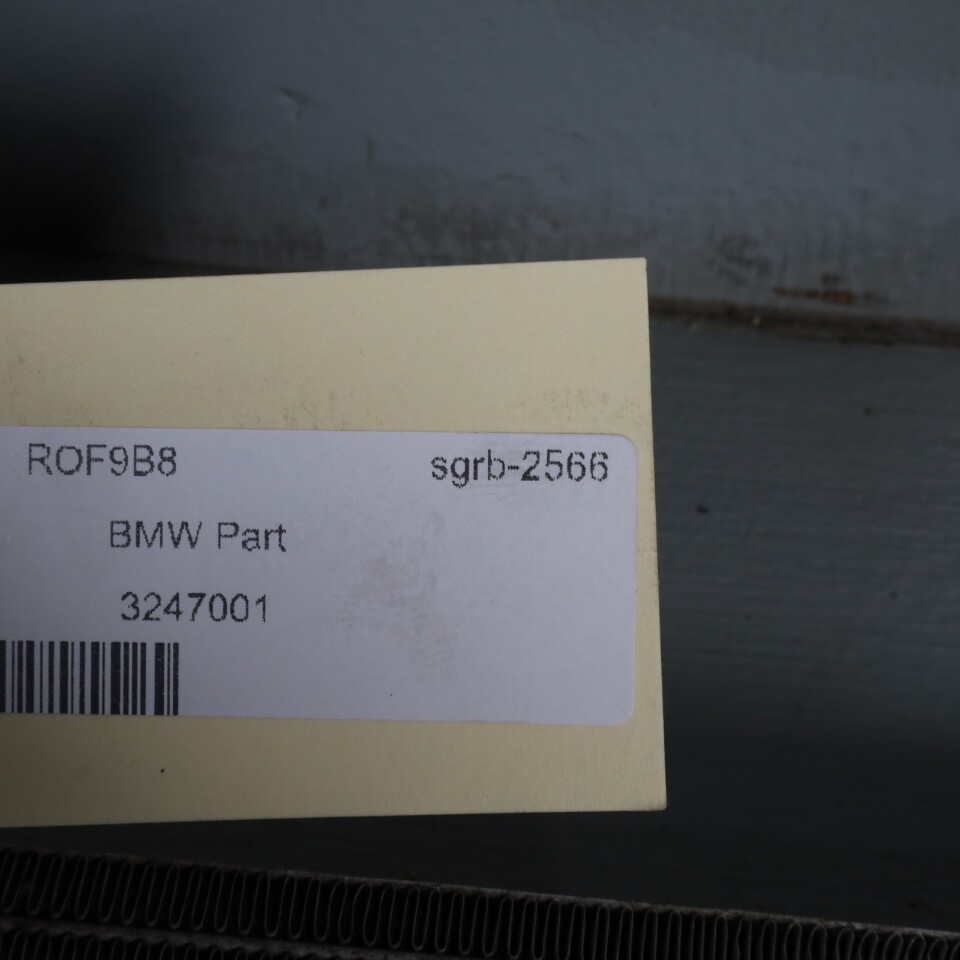 ROF9B8 sgrb-2566
BMW Part
3247001